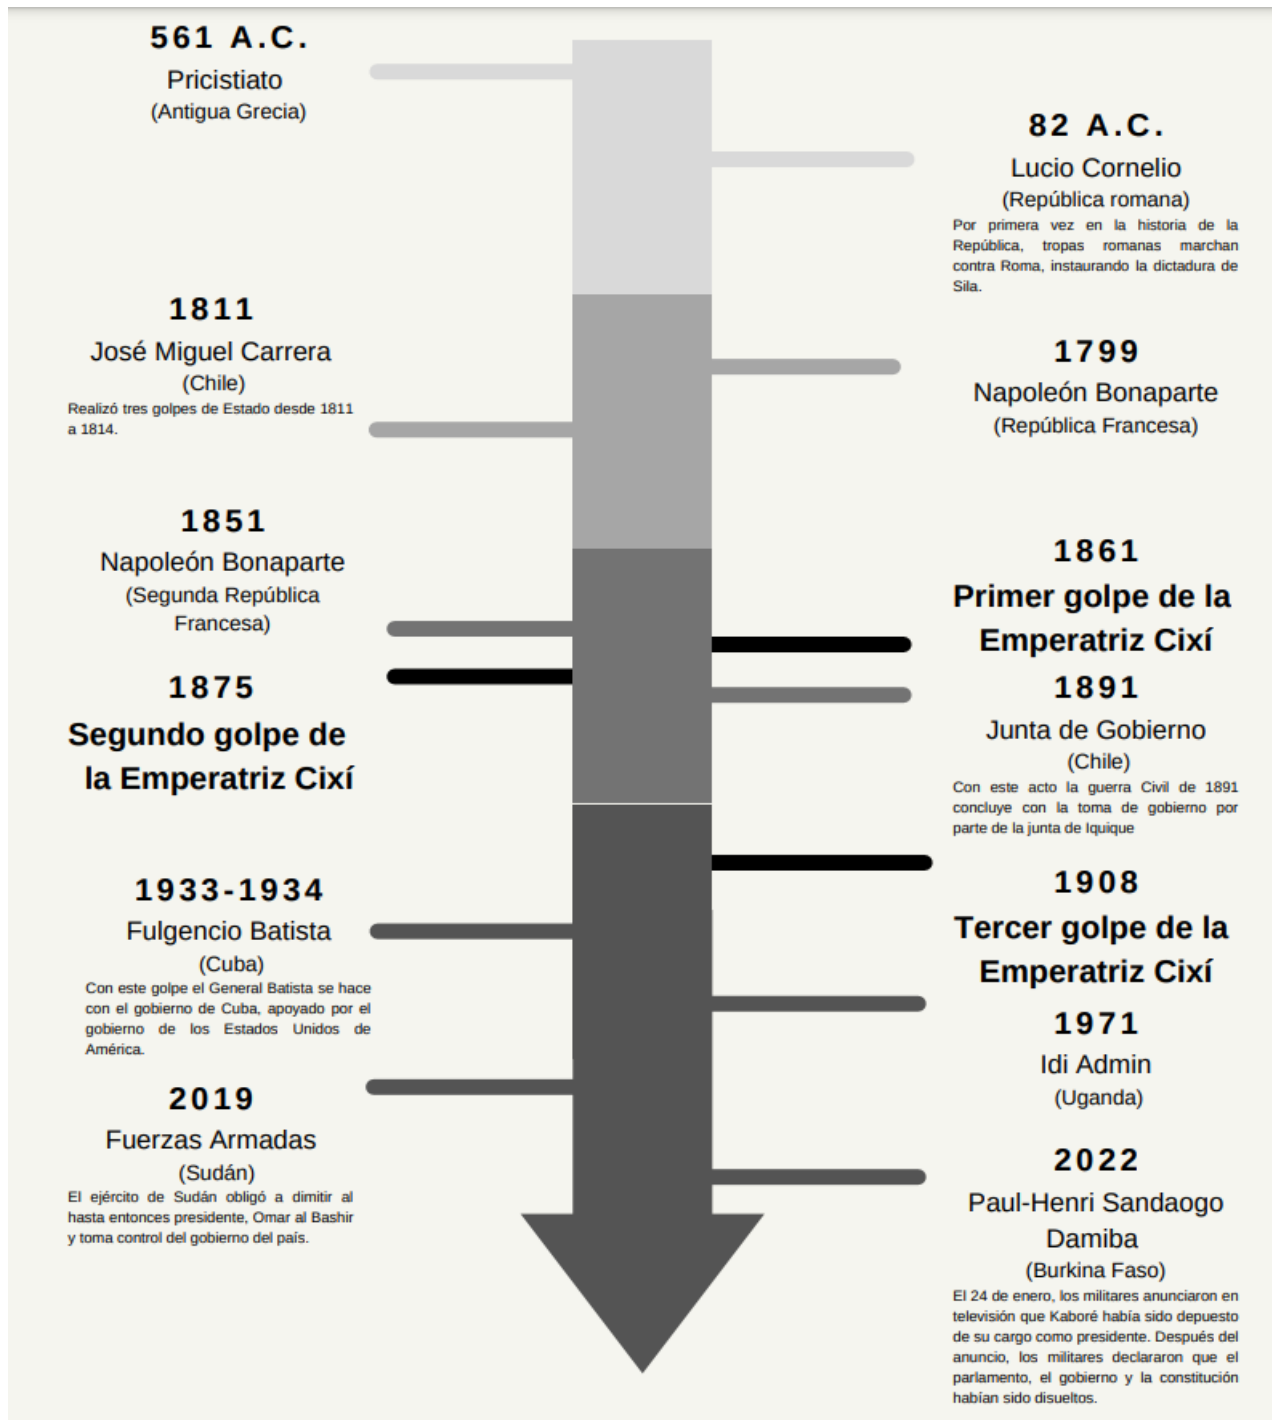 561 A.C.
Pricistiato
(Antigua Grecia)
82 A.C.
Lucio Cornelio
(República romana)
Por primera vez en la historia de la
República, tropas romanas marchan
contra Roma, instaurando la dictadura de
Sila.
1811
José Miguel Carrera
(Chile)
Realizó tres golpes de Estado desde 1811
a 1814.
1799
Napoleón Bonaparte
(República Francesa)
1851
Napoleón Bonaparte
(Segunda República
Francesa)
1861
Primer golpe de la
Emperatriz Cixí
1875
Segundo golpe de
la Emperatriz Cixí
1891
Junta de Gobierno
(Chile)
Con este acto la guerra Civil de 1891
concluye con la toma de gobierno por
parte de la junta de Iquique
1933-1934
Fulgencio Batista
(Cuba)
Con este golpe el General Batista se hace
con el gobierno de Cuba, apoyado por el
gobierno de los Estados Unidos de
América.
1908
Tercer golpe de la
Emperatriz Cixí
1971
Idi Admin
(Uganda)
2019
Fuerzas Armadas
(Sudán)
El ejército de Sudán obligó a dimitir al
hasta entonces presidente, Omar al Bashir
y toma control del gobierno del país.
2022
Paul-Henri Sandaogo
Damiba
(Burkina Faso)
El 24 de enero, los militares anunciaron en
televisión que Kaboré había sido depuesto
de su cargo como presidente. Después del
anuncio, los militares declararon que el
parlamento, el gobierno y la constitución
habían sido disueltos.